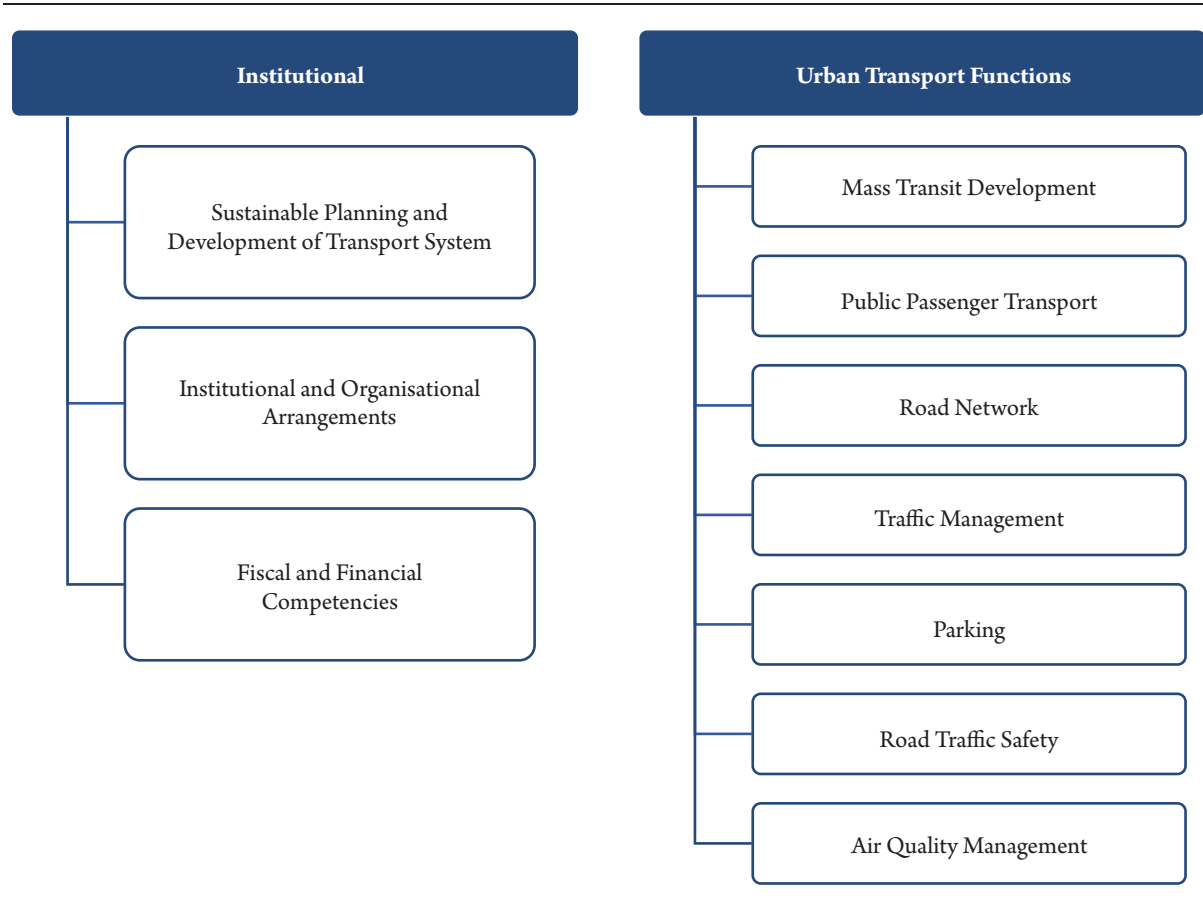 Institutional
Sustainable Planning and
Development of Transport System
Institutional and Organisational
Arrangements
Fiscal and Financial
Competencies
Urban Transport Functions
Mass Transit Development
Public Passenger Transport
Road Network
Traffic Management
Parking
Road Traffic Safety
Air Quality Management